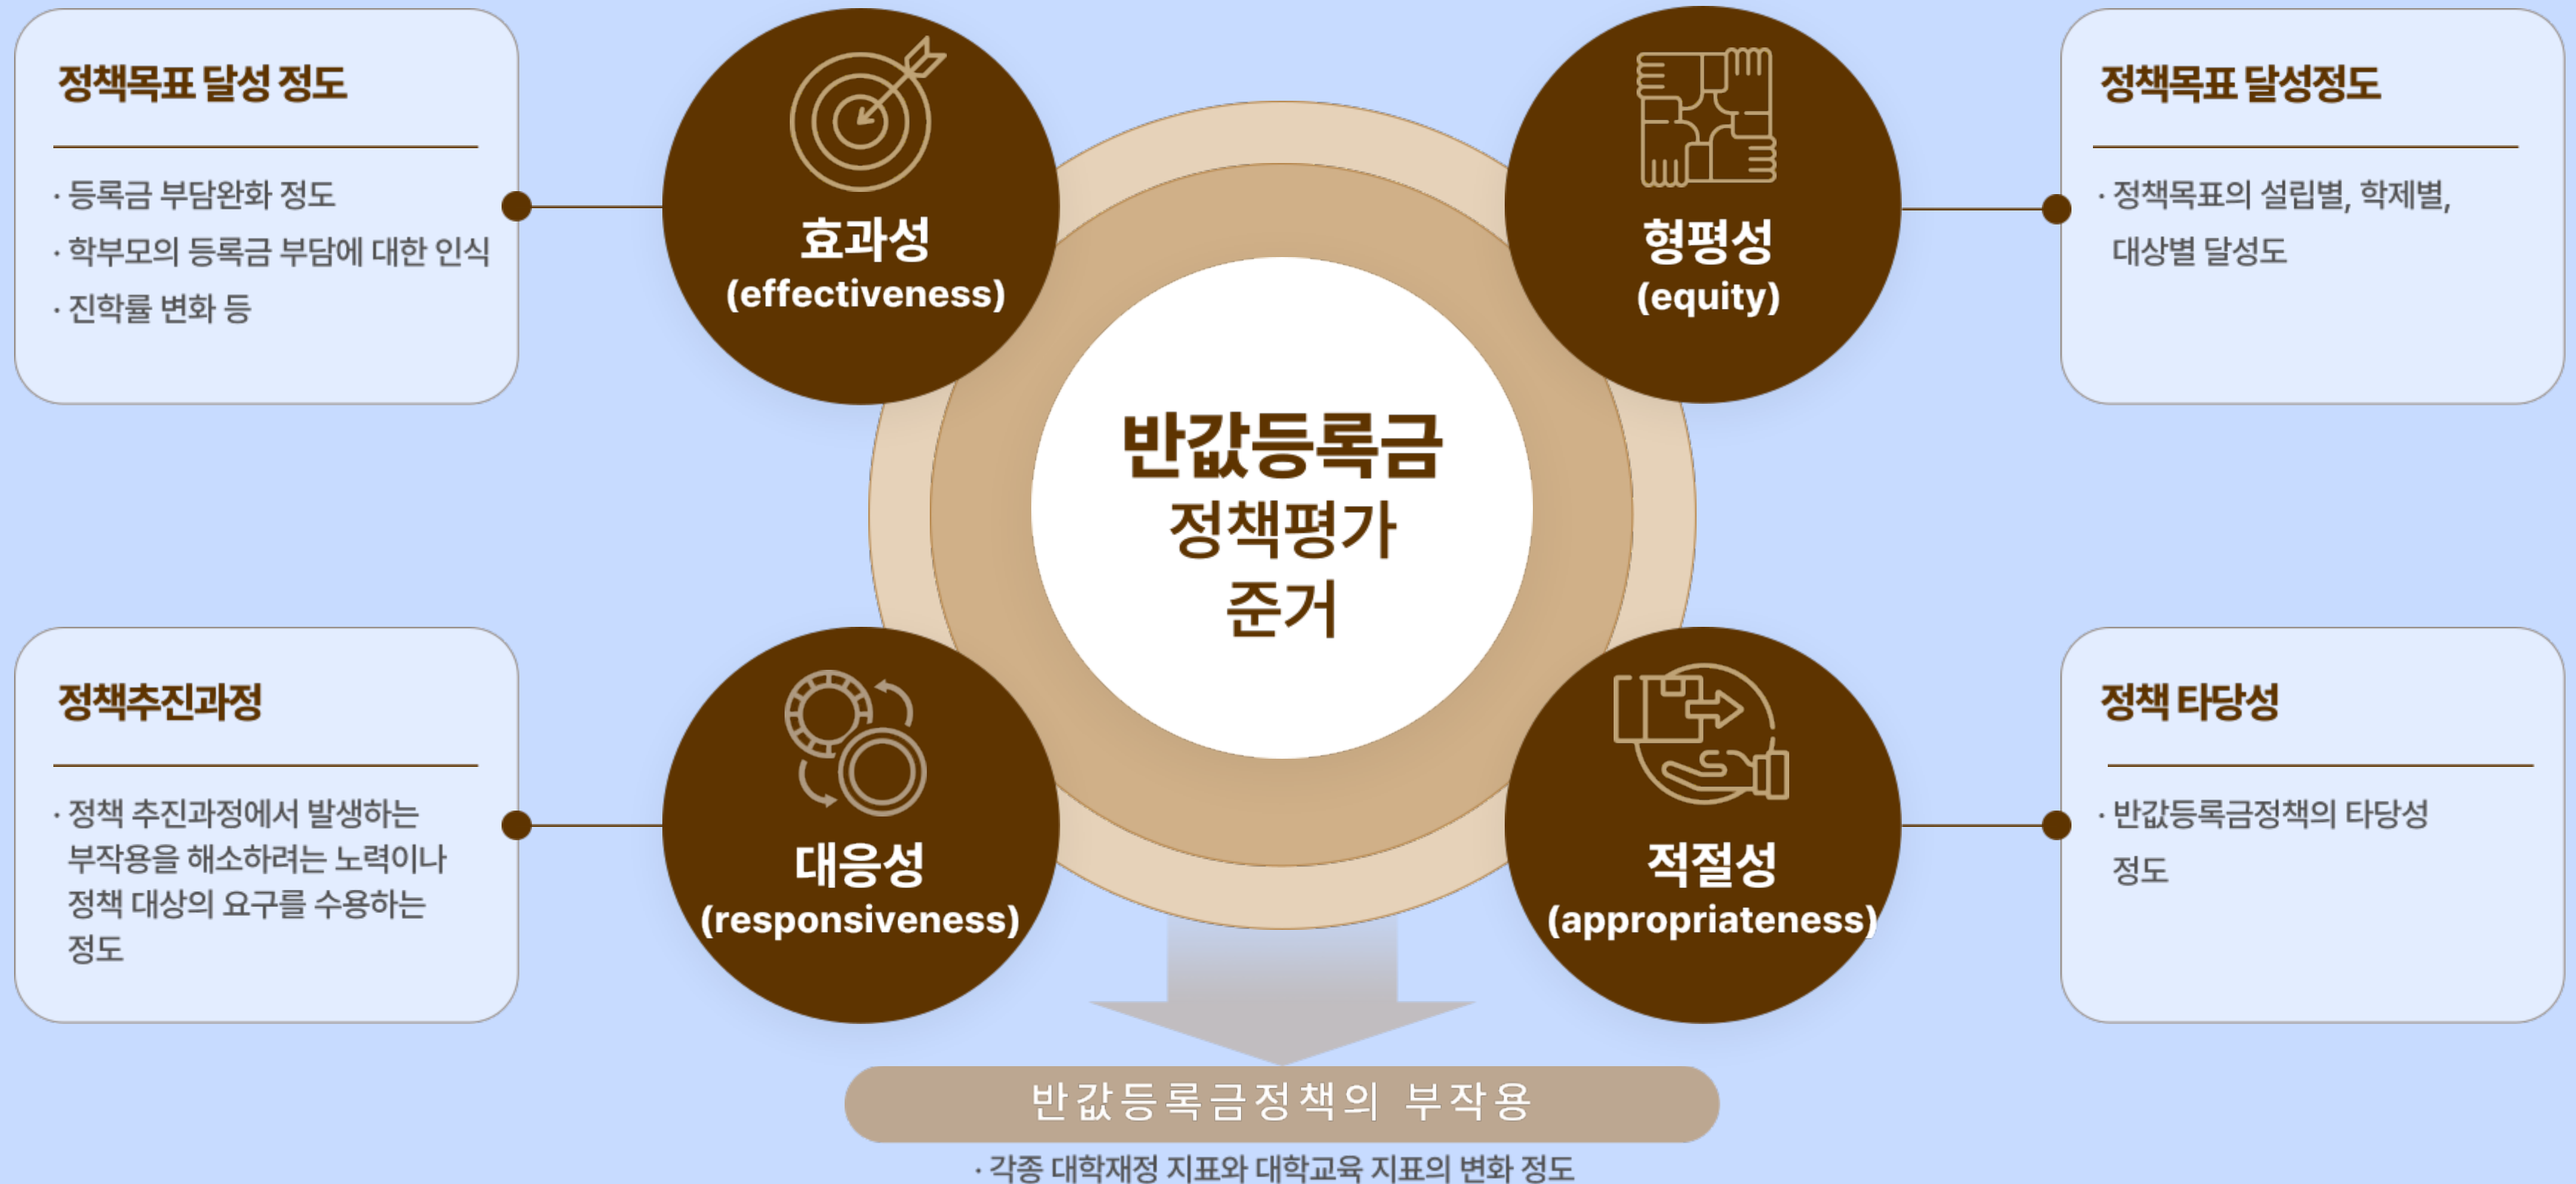 정책목표 달성 정도
· 등록금 부담완화 정도
· 학부모의 등록금 부담에 대한 인식
· 진학률 변화 등
효과성
(effectiveness)
형평성
(equity)
정책목표 달성정도
· 정책목표의 설립별, 학제별,
대상별 달성도
반값등록금
정책평가
준거
정책추진과정
· 정책 추진과정에서 발생하는
부작용을 해소하려는 노력이나
정책 대상의 요구를 수용하는
정도
대응성
(responsiveness)
적절성
(appropriateness)
정책 타당성
· 반값등록금정책의 타당성
정도
반값등록금정책의 부작용
· 각종 대학재정 지표와 대학교육 지표의 변화 정도